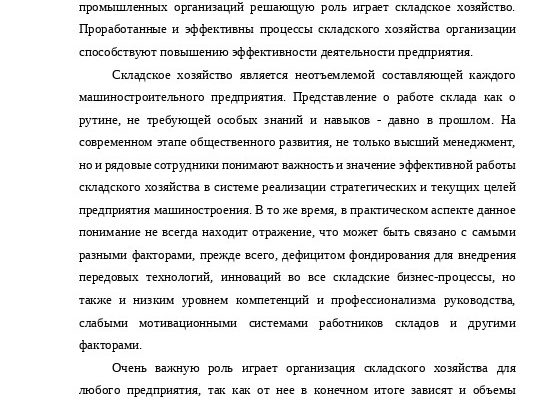 промышленных организаций решающую роль играет складское хозяйство.
Проработанные и эффективны процессы складского хозяйства организации
способствуют повышению эффективности деятельности предприятия.
Складское хозяйство является неотъемлемой составляющей каждого
машиностроительного предприятия. Представление о работе склада как о
рутине, не требующей особых знаний и навыков - давно в прошлом. На
современном этапе общественного развития, не только высший менеджмент,
но и рядовые сотрудники понимают важность и значение эффективной работы
складского хозяйства в системе реализации стратегических и текущих целей
предприятия машиностроения. В то же время, в практическом аспекте данное
понимание не всегда находит отражение, что может быть связано с самыми
разными факторами, прежде всего, дефицитом фондирования для внедрения
передовых технологий, инноваций во все складские бизнес-процессы, но
также и низким уровнем компетенций и профессионализма руководства,
слабыми мотивационными системами работников складов и другими
факторами.
Очень важную роль играет организация складского хозяйства для
любого предприятия, так как от нее в конечном итоге зависят и объемы